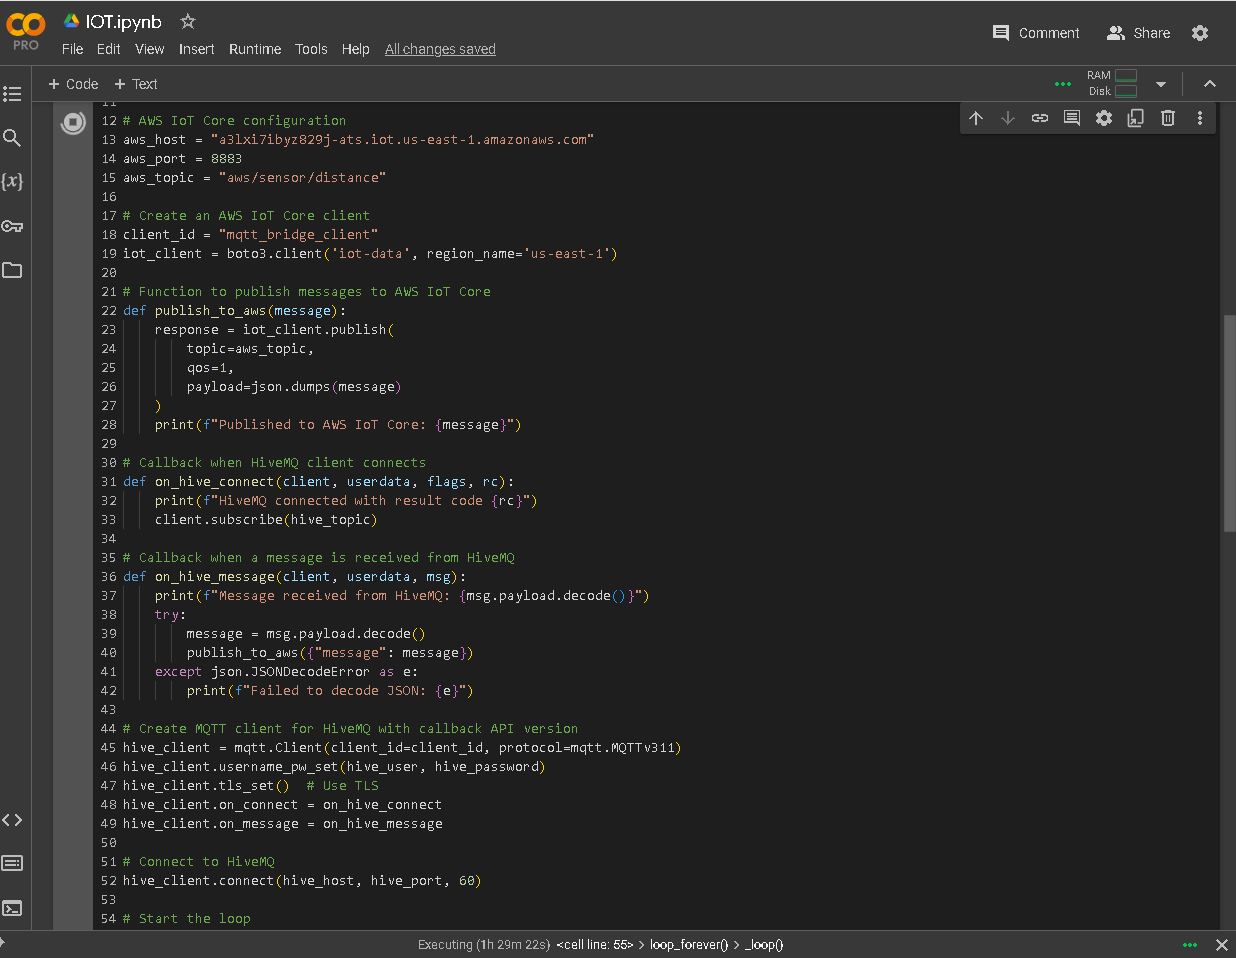 CO
PRO
IOT.ipynb
File Edit View Insert Runtime Tools Help All changes saved
Comment
Share
+ Code + Text
RAM
Disk
11
12 # AWS IoT Core configuration
13 aws_host = "a3lxi7ibyz829j-ats.iot.us-east-1.amazonaws.com"
14 aws_port = 8883
15 aws_topic = "aws/sensor/distance"
16
17 # Create an AWS IoT Core client
18 client_id = "mqtt_bridge_client"
19 iot_client = boto3.client('iot-data', region_name='us-east-1')
20
21 # Function to publish messages to AWS IoT Core
22 def publish_to_aws(message):
23     response = iot_client.publish(
24         topic=aws_topic,
25         qos=1,
26         payload=json.dumps(message)
27     )
28     print(f"Published to AWS IoT Core: {message}")
29
30 # Callback when HiveMQ client connects
31 def on_hive_connect(client, userdata, flags, rc):
32     print(f"HiveMQ connected with result code {rc}")
33     client.subscribe(hive_topic)
34
35 # Callback when a message is received from HiveMQ
36 def on_hive_message(client, userdata, msg):
37     print(f"Message received from HiveMQ: {msg.payload.decode()}")
38     try:
39         message = msg.payload.decode()
40         publish_to_aws({"message": message})
41     except json.JSONDecodeError as e:
42         print(f"Failed to decode JSON: {e}")
43
44 # Create MQTT client for HiveMQ with callback API version
45 hive_client = mqtt.Client(client_id=client_id, protocol=mqtt.MQTTv311)
46 hive_client.username_pw_set(hive_user, hive_password)
47 hive_client.tls_set()  # Use TLS
48 hive_client.on_connect = on_hive_connect
49 hive_client.on_message = on_hive_message
50
51 # Connect to HiveMQ
52 hive_client.connect(hive_host, hive_port, 60)
53
54 # Start the loop
{x}
Executing (1h 29m 22s) <cell line: 55> > loop_forever() > _loop()